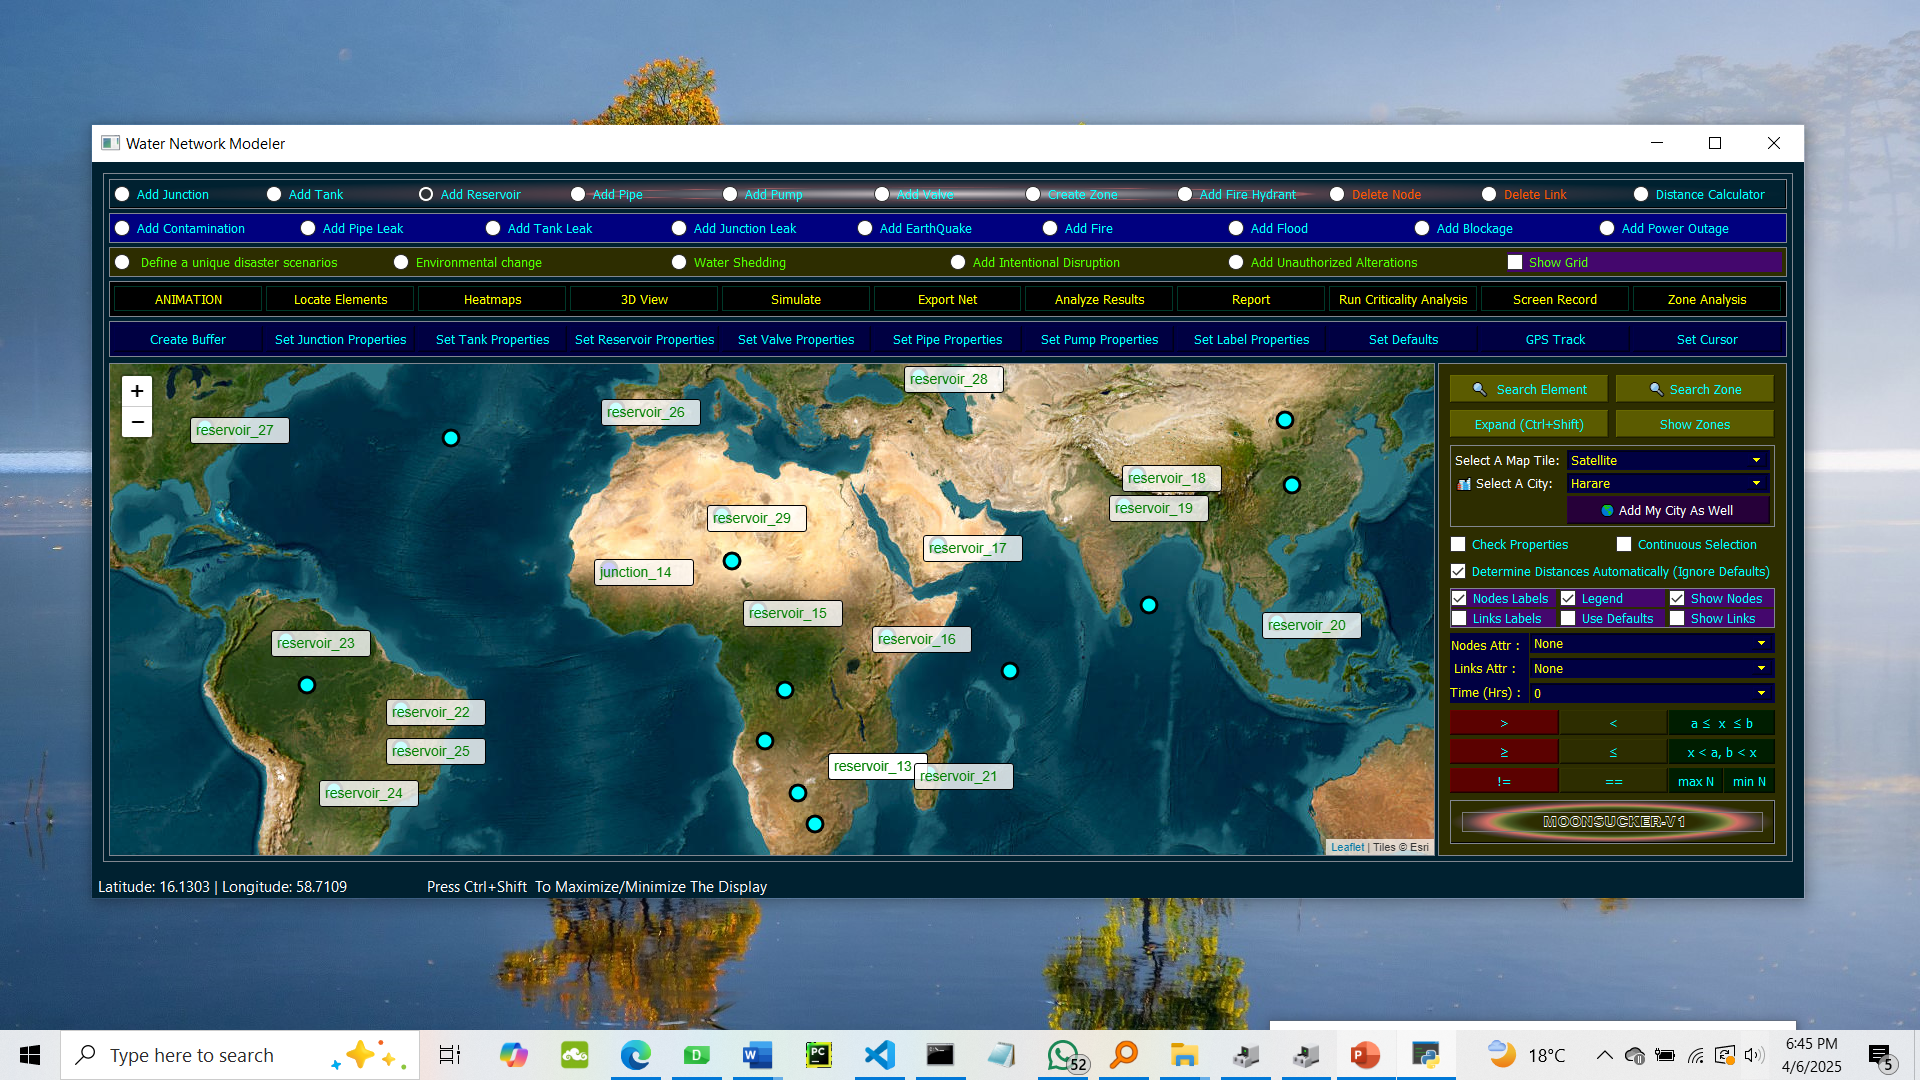 Water Network Modeler
Add Junction Add Tank Add Reservoir Add Pipe Add Pump Add Valve Create Zone Add Fire Hydrant Delete Node Delete Link Distance Calculator
Add Contamination Add Pipe Leak Add Tank Leak Add Junction Leak Add EarthQuake Add Fire Add Flood Add Blockage Add Power Outage
Define a unique disaster scenarios Environmental change Water Shedding Add Intentional Disruption Add Unauthorized Alterations Show Grid
ANIMATION Locate Elements Heatmaps 3D View Simulate Export Net Analyze Results Report Run Criticality Analysis Screen Record Zone Analysis
Create Buffer Set Junction Properties Set Tank Properties Set Reservoir Properties Set Valve Properties Set Pipe Properties Set Pump Properties Set Label Properties Set Defaults GPS Track Set Cursor
+
−
reservoir_28
reservoir_26
reservoir_27
reservoir_18
reservoir_19
reservoir_29
reservoir_17
junction_14
reservoir_15
reservoir_20
reservoir_16
reservoir_23
reservoir_22
reservoir_25
reservoir_13
reservoir_21
reservoir_24
Leaflet | Tiles © Esri
Search Element Search Zone
Expand (Ctrl+Shift) Show Zones
Select A Map Tile: Satellite
Select A City: Harare
Add My City As Well
Check Properties Continuous Selection
Determine Distances Automatically (Ignore Defaults)
Nodes Labels Legend Show Nodes
Links Labels Use Defaults Show Links
Nodes Attr : None
Links Attr : None
Time (Hrs) : 0
> < a ≤ x ≤ b
≥ ≤ x < a, b < x
!= == max N min N
MOONSUCKER-V1
Latitude: 16.1303 | Longitude: 58.7109 Press Ctrl+Shift To Maximize/Minimize The Display
Type here to search
D
W
PC
52
P
18°C
6:45 PM
4/6/2025
5